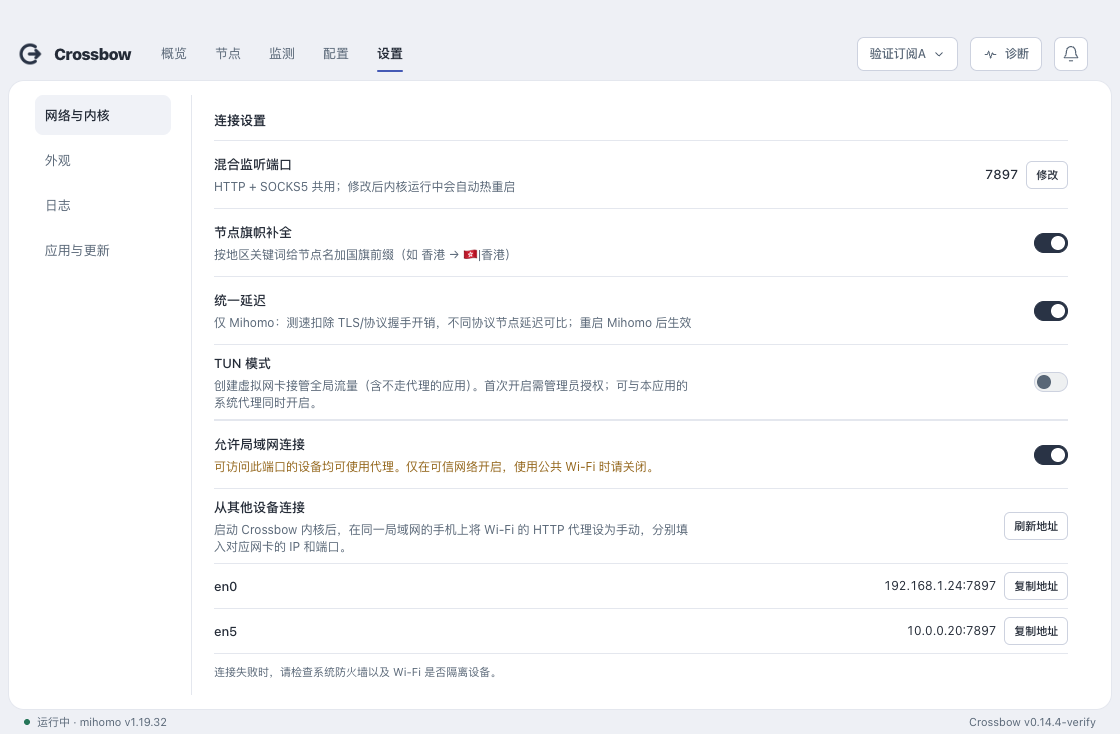 Crossbow 概览 节点 监测 配置 设置 验证订阅A 诊断
网络与内核
外观
日志
应用与更新
连接设置
混合监听端口
HTTP + SOCKS5 共用；修改后内核运行中会自动热重启
7897 修改
节点旗帜补全
按地区关键词给节点名加国旗前缀（如 香港 → 🇭🇰|香港）
统一延迟
仅 Mihomo：测速扣除 TLS/协议握手开销，不同协议节点延迟可比；重启 Mihomo 后生效
TUN 模式
创建虚拟网卡接管全局流量（含不走代理的应用）。首次开启需管理员授权；可与本应用的
系统代理同时开启。
允许局域网连接
可访问此端口的设备均可使用代理。仅在可信网络开启，使用公共 Wi-Fi 时请关闭。
从其他设备连接
启动 Crossbow 内核后，在同一局域网的手机上将 Wi-Fi 的 HTTP 代理设为手动，分别填
入对应网卡的 IP 和端口。
刷新地址
en0 192.168.1.24:7897 复制地址
en5 10.0.0.20:7897 复制地址
连接失败时，请检查系统防火墙以及 Wi-Fi 是否隔离设备。
运行中 · mihomo v1.19.32 Crossbow v0.14.4-verify